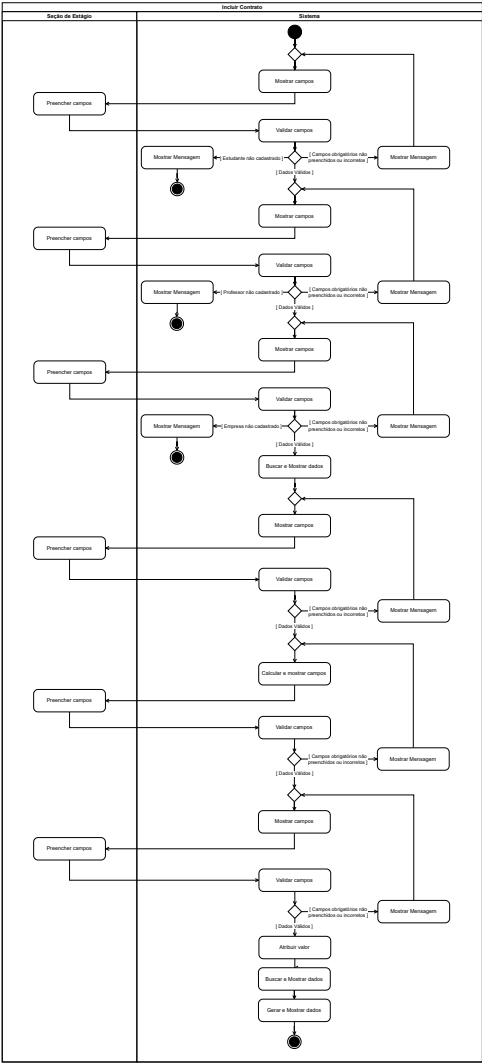 Incluir Contrato
Seção de Estágio
Sistema
Mostrar campos
Preencher campos
Validar campos
Mostrar Mensagem
[ Estudante não cadastrado ]
[ Campos obrigatórios não
preenchidos ou incorretos ]
Mostrar Mensagem
[ Dados Válidos ]
Mostrar campos
Preencher campos
Validar campos
Mostrar Mensagem
[ Professor não cadastrado ]
[ Campos obrigatórios não
preenchidos ou incorretos ]
Mostrar Mensagem
[ Dados Válidos ]
Mostrar campos
Preencher campos
Validar campos
Mostrar Mensagem
[ Empresa não cadastrado ]
[ Campos obrigatórios não
preenchidos ou incorretos ]
Mostrar Mensagem
[ Dados Válidos ]
Buscar e Mostrar dados
Mostrar campos
Preencher campos
Validar campos
[ Campos obrigatórios não
preenchidos ou incorretos ]
Mostrar Mensagem
[ Dados Válidos ]
Calcular e mostrar campos
Preencher campos
Validar campos
[ Campos obrigatórios não
preenchidos ou incorretos ]
Mostrar Mensagem
[ Dados Válidos ]
Mostrar campos
Preencher campos
Validar campos
[ Campos obrigatórios não
preenchidos ou incorretos ]
Mostrar Mensagem
[ Dados Válidos ]
Atribuir valor
Buscar e Mostrar dados
Gerar e Mostrar dados